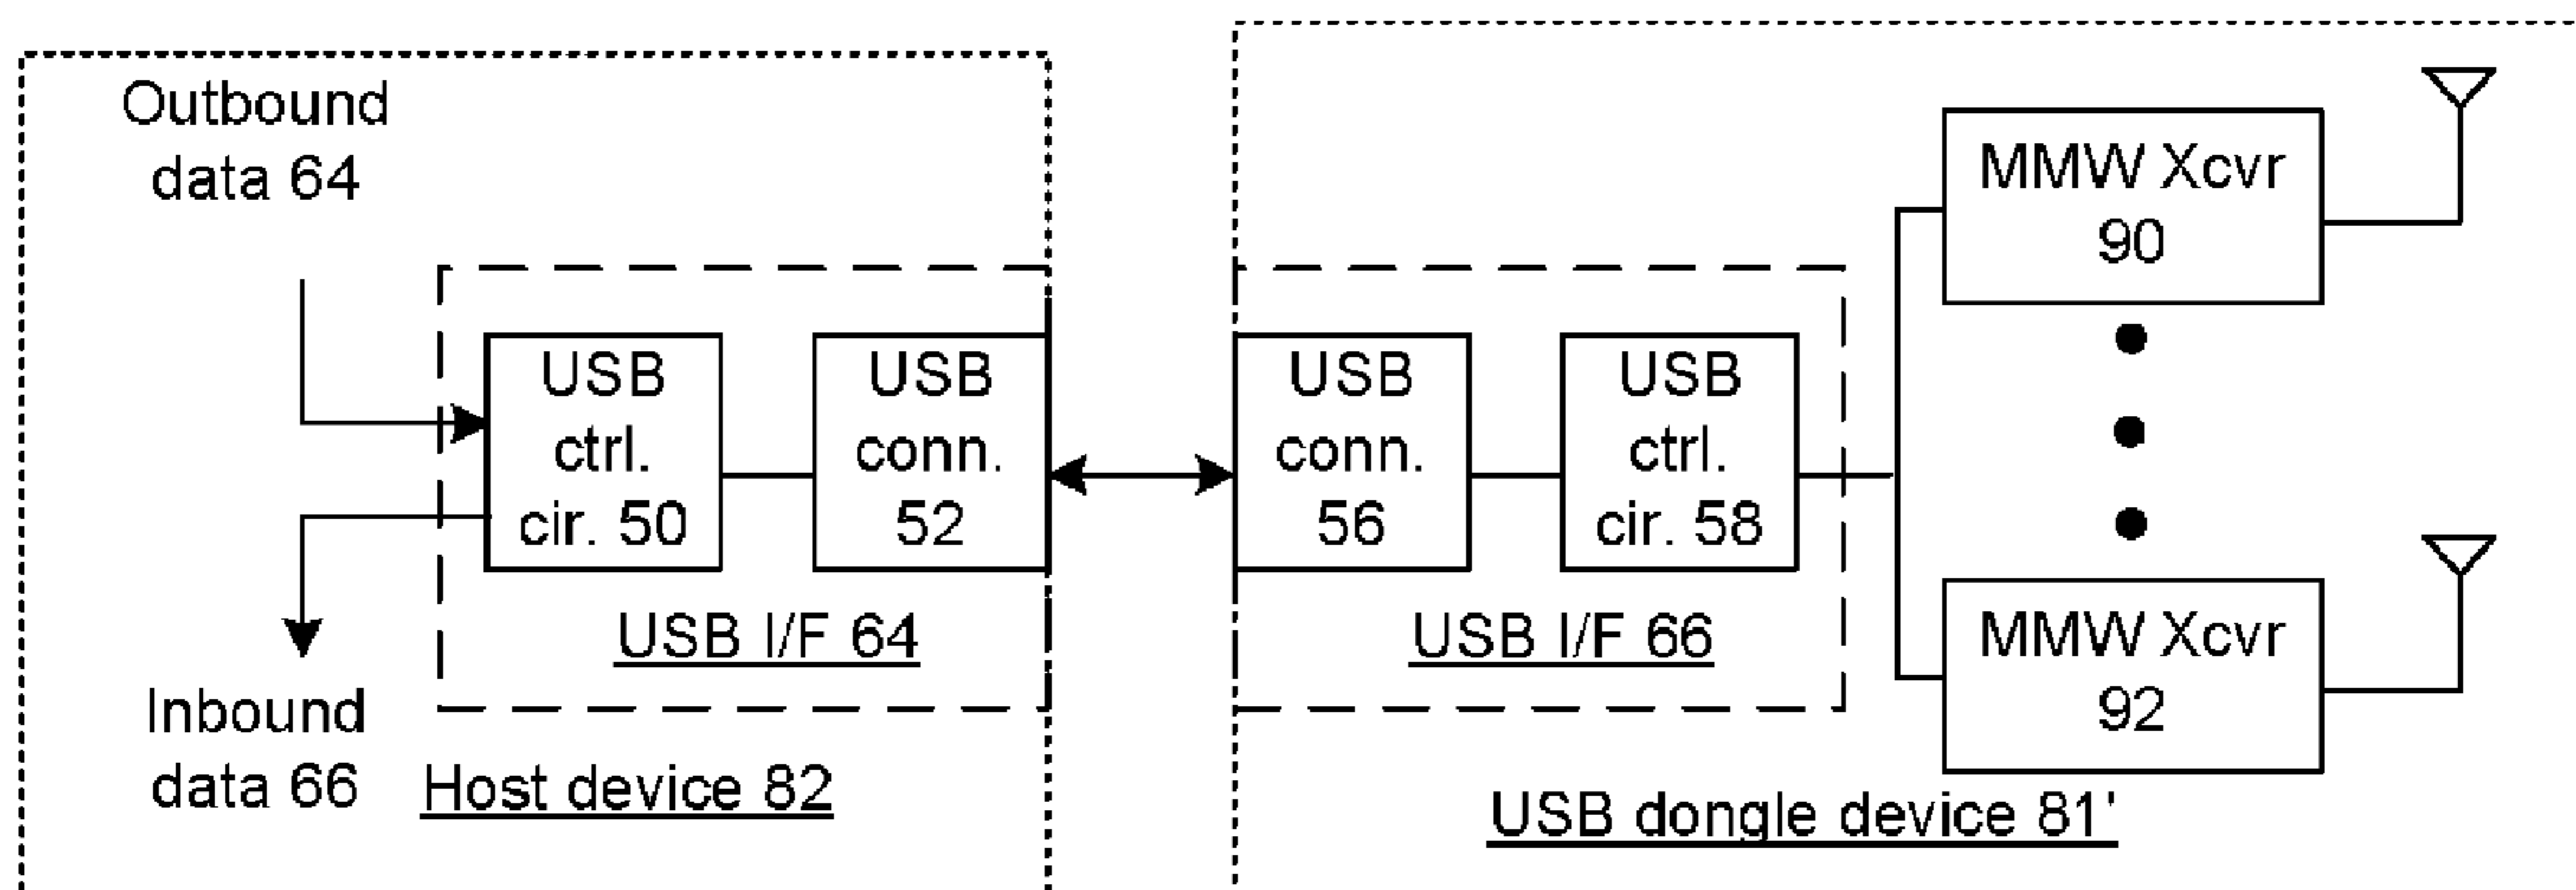 Outbound
data 64
USB
ctrl.
cir. 50
USB
conn.
52
USB I/F 64
Inbound
data 66
Host device 82
USB
conn.
56
USB
ctrl.
cir. 58
USB I/F 66
MMW Xcvr
90
MMW Xcvr
92
USB dongle device 81'